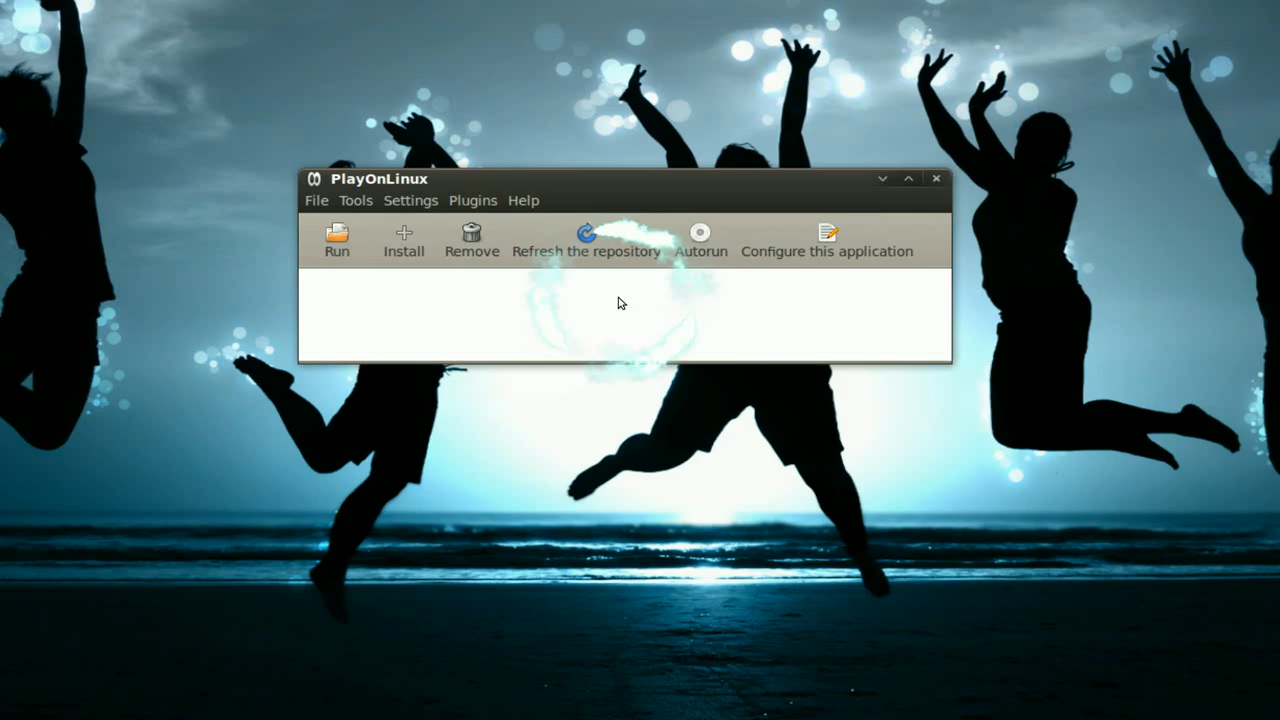 PlayOnLinux
File Tools Settings Plugins Help
Run Install Remove Refresh the repository Autorun Configure this application